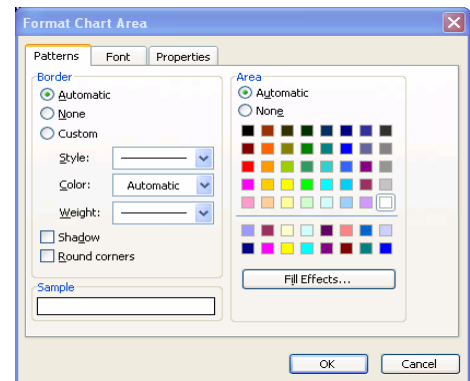 Format Chart Area
Patterns Font Properties
Border
Automatic
None
Custom
Style:
Color: Automatic
Weight:
Shadow
Round corners
Sample
Area
Automatic
None
Fill Effects...
OK Cancel